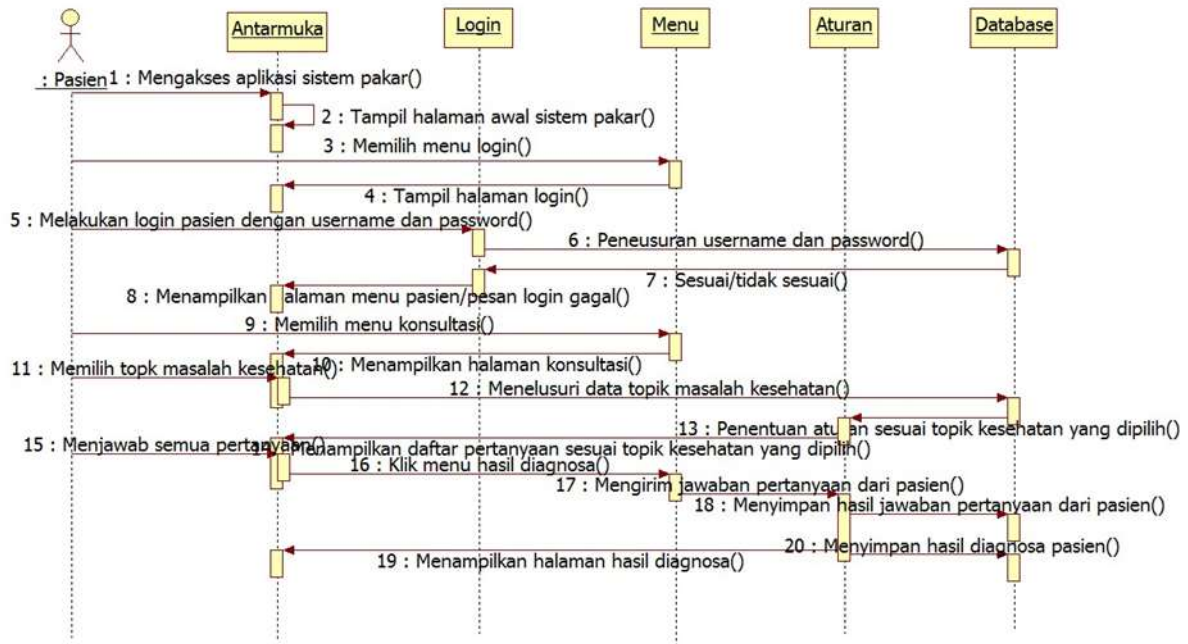 Antarmuka
Login
Menu
Aturan
Database
: Pasien
1 : Mengakses aplikasi sistem pakar()
2 : Tampil halaman awal sistem pakar()
3 : Memilih menu login()
4 : Tampil halaman login()
5 : Melakukan login pasien dengan username dan password()
6 : Peneusuran username dan password()
7 : Sesuai/tidak sesuai()
8 : Menampilkan halaman menu pasien/pesan login gagal()
9 : Memilih menu konsultasi()
10 : Menampilkan halaman konsultasi()
11 : Memilih topk masalah kesehatan()
12 : Menelusuri data topik masalah kesehatan()
13 : Penentuan aturan sesuai topik kesehatan yang dipilih()
14 : Menampilkan daftar pertanyaan sesuai topik kesehatan yang dipilih()
15 : Menjawab semua pertanyaan()
16 : Klik menu hasil diagnosa()
17 : Mengirim jawaban pertanyaan dari pasien()
18 : Menyimpan hasil jawaban pertanyaan dari pasien()
20 : Menyimpan hasil diagnosa pasien()
19 : Menampilkan halaman hasil diagnosa()